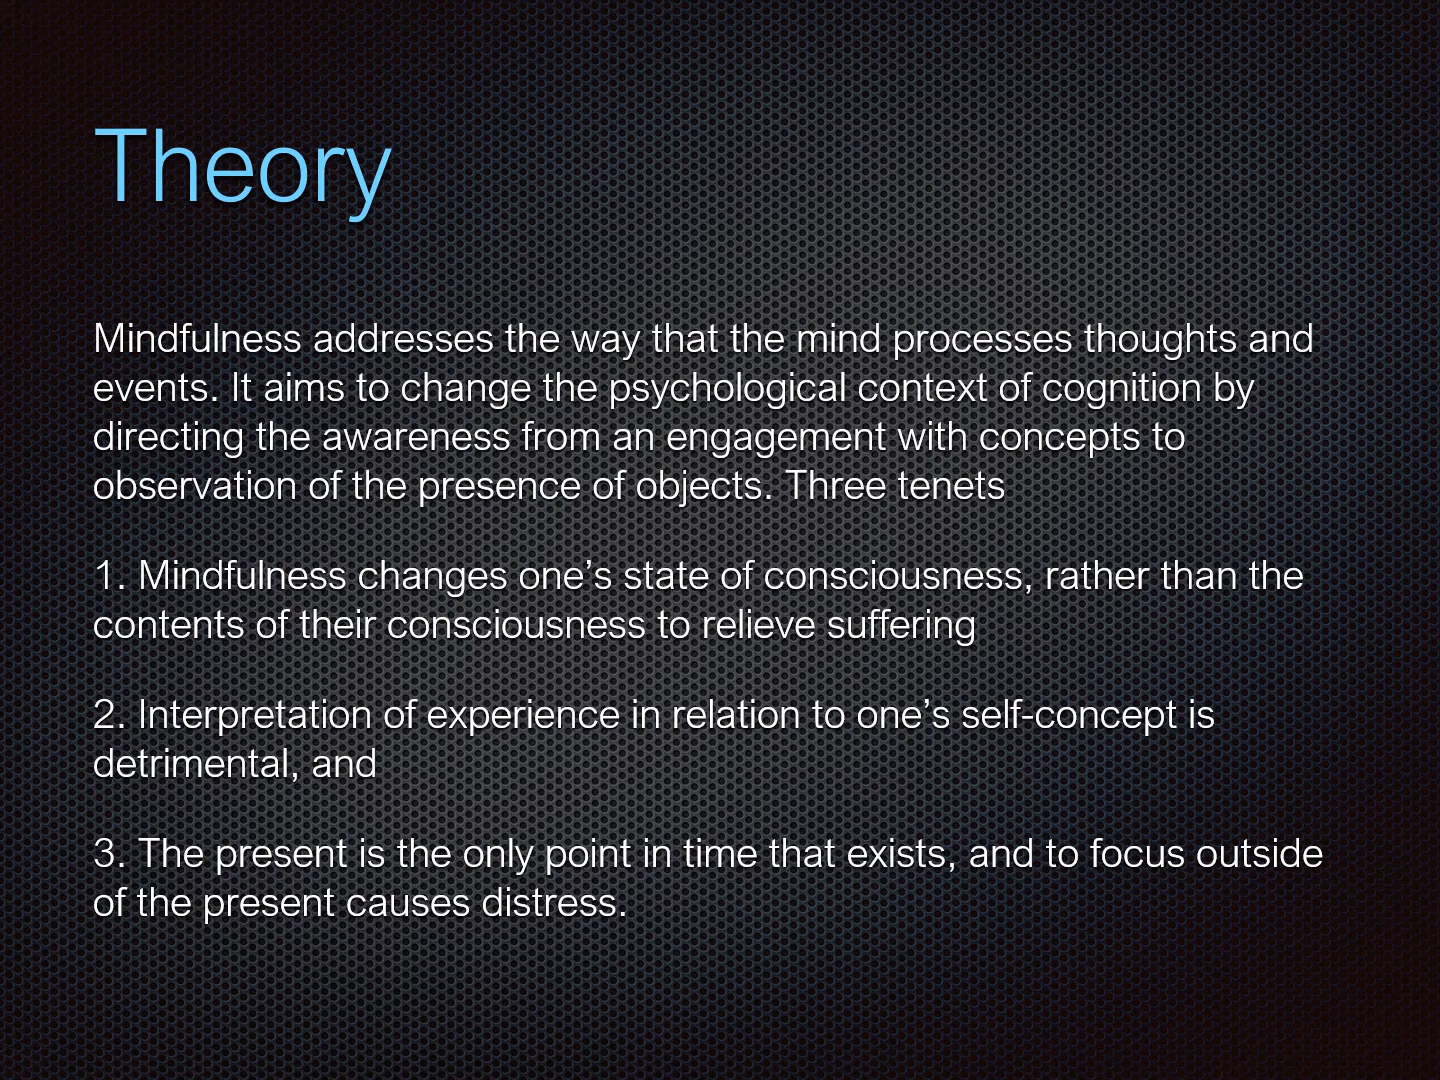 Theory
Mindfulness addresses the way that the mind processes thoughts and
events. It aims to change the psychological context of cognition by
directing the awareness from an engagement with concepts to
observation of the presence of objects. Three tenets
1. Mindfulness changes one’s state of consciousness, rather than the
contents of their consciousness to relieve suffering
2. Interpretation of experience in relation to one’s self-concept is
detrimental, and
3. The present is the only point in time that exists, and to focus outside
of the present causes distress.